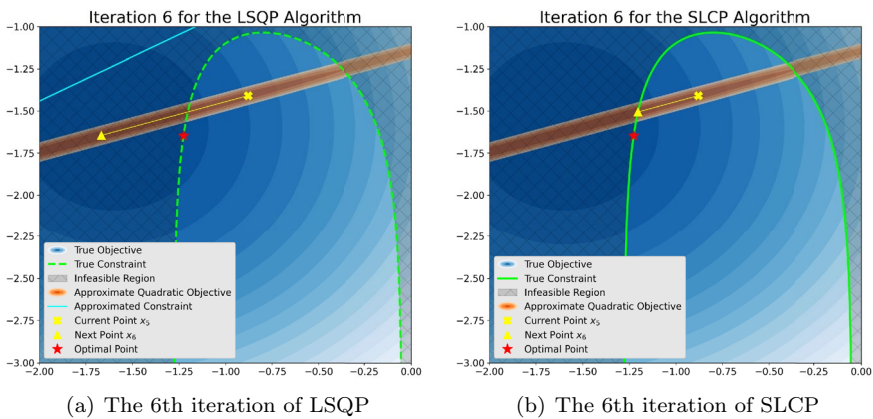 Iteration 6 for the LSQP Algorithm
−1.00
−1.25
−1.50
−1.75
−2.00
−2.25
−2.50
−2.75
−3.00
True Objective
True Constraint
Infeasible Region
Approximate Quadratic Objective
Approximated Constraint
Current Point x₅
Next Point x₆
Optimal Point
−2.00 −1.75 −1.50 −1.25 −1.00 −0.75 −0.50 −0.25 0.00
(a) The 6th iteration of LSQP
Iteration 6 for the SLCP Algorithm
−1.00
−1.25
−1.50
−1.75
−2.00
−2.25
−2.50
−2.75
−3.00
True Objective
True Constraint
Infeasible Region
Approximate Quadratic Objective
Current Point x₅
Next Point x₆
Optimal Point
−2.00 −1.75 −1.50 −1.25 −1.00 −0.75 −0.50 −0.25 0.00
(b) The 6th iteration of SLCP